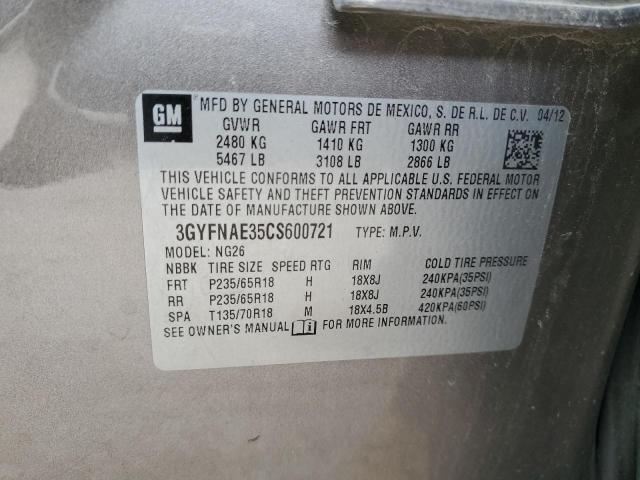 GM
MFD BY GENERAL MOTORS DE MEXICO, S. DE R.L. DE C.V. 04/12
GVWR GAWR FRT GAWR RR
2480 KG 1410 KG 1300 KG
5467 LB 3108 LB 2866 LB
THIS VEHICLE CONFORMS TO ALL APPLICABLE U.S. FEDERAL MOTOR
VEHICLE SAFETY AND THEFT PREVENTION STANDARDS IN EFFECT ON
THE DATE OF MANUFACTURE SHOWN ABOVE.
3GYFNAE35CS600721 TYPE: M.P.V.
MODEL: NG26
NBBK TIRE SIZE SPEED RTG RIM COLD TIRE PRESSURE
FRT P235/65R18 H 18X8J 240KPA(35PSI)
RR P235/65R18 H 18X8J 240KPA(35PSI)
SPA T135/70R18 M 18X4.5B 420KPA(60PSI)
SEE OWNER'S MANUAL i FOR MORE INFORMATION.